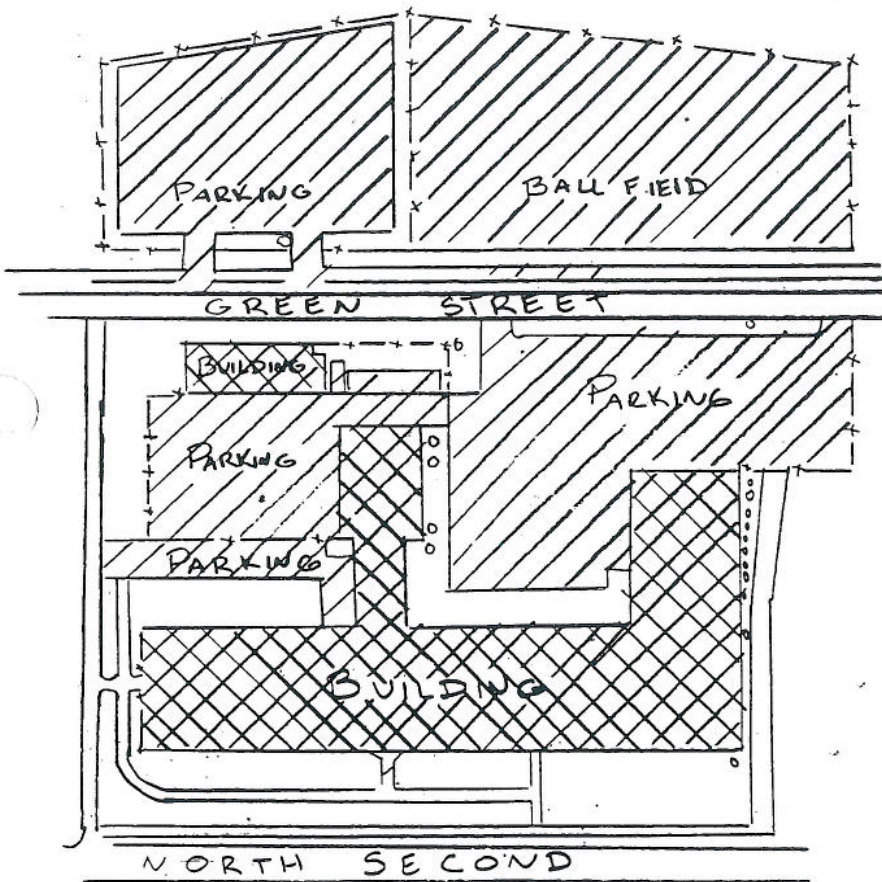 PARKING
BALL FIElD
GREEN STREET
BUILDING
PARKING
PARKING
PARKING
BUILDING
NORTH SECOND